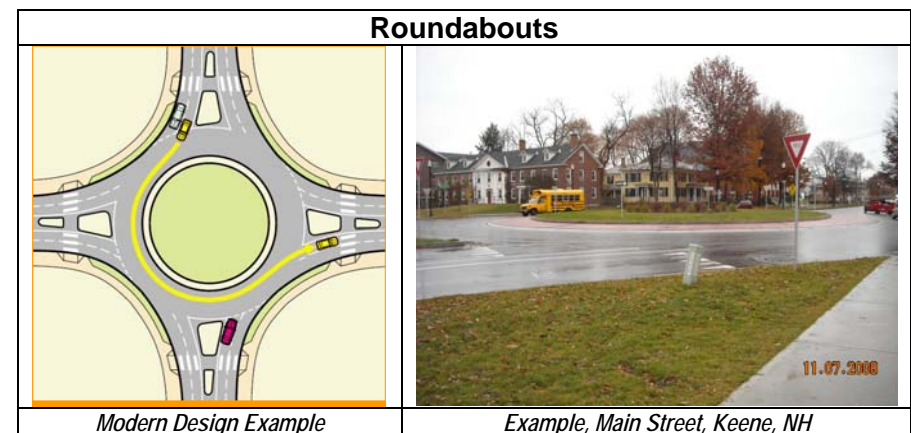 Roundabouts
11.07.2008
Modern Design Example
Example, Main Street, Keene, NH